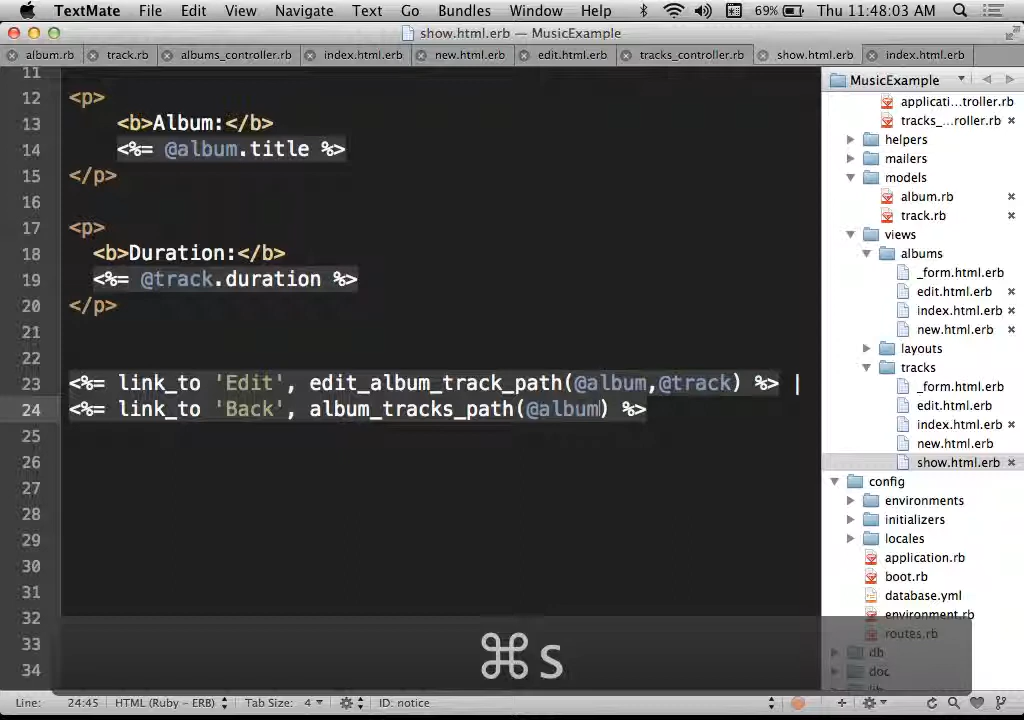 TextMate File Edit View Navigate Text Go Bundles Window Help 69% Thu 11:48:03 AM
show.html.erb — MusicExample
album.rb track.rb albums_controller.rb index.html.erb new.html.erb edit.html.erb tracks_controller.rb show.html.erb index.html.erb
11
12 <p>
13 <b>Album:</b>
14 <%= @album.title %>
15 </p>
16
17 <p>
18 <b>Duration:</b>
19 <%= @track.duration %>
20 </p>
21
22
23 <%= link_to 'Edit', edit_album_track_path(@album,@track) %> |
24 <%= link_to 'Back', album_tracks_path(@album) %>
25
26
27
28
29
30
31
32
33
34
MusicExample
applicati...troller.rb
tracks_...roller.rb
helpers
mailers
models
album.rb
track.rb
views
albums
_form.html.erb
edit.html.erb
index.html.erb
new.html.erb
layouts
tracks
_form.html.erb
edit.html.erb
index.html.erb
new.html.erb
show.html.erb
config
environments
initializers
locales
application.rb
boot.rb
database.yml
environment.rb
routes.rb
db
doc
lib
⌘S
Line: 24:45 HTML (Ruby – ERB) Tab Size: 4 ID: notice